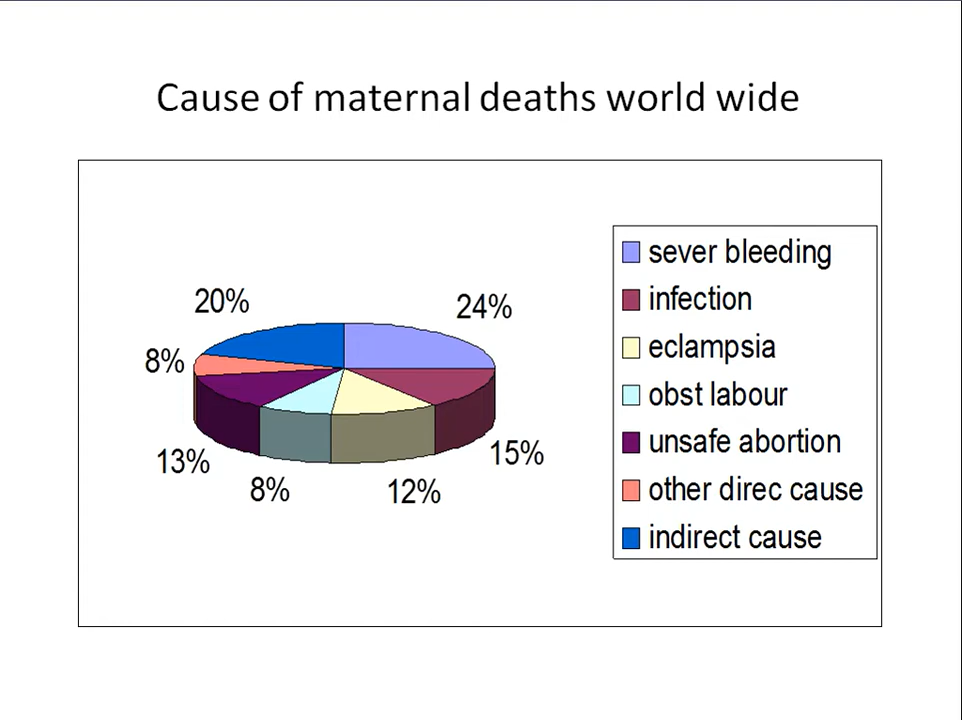 Cause of maternal deaths world wide
20%
24%
8%
13%
8%
12%
15%
sever bleeding
infection
eclampsia
obst labour
unsafe abortion
other direc cause
indirect cause